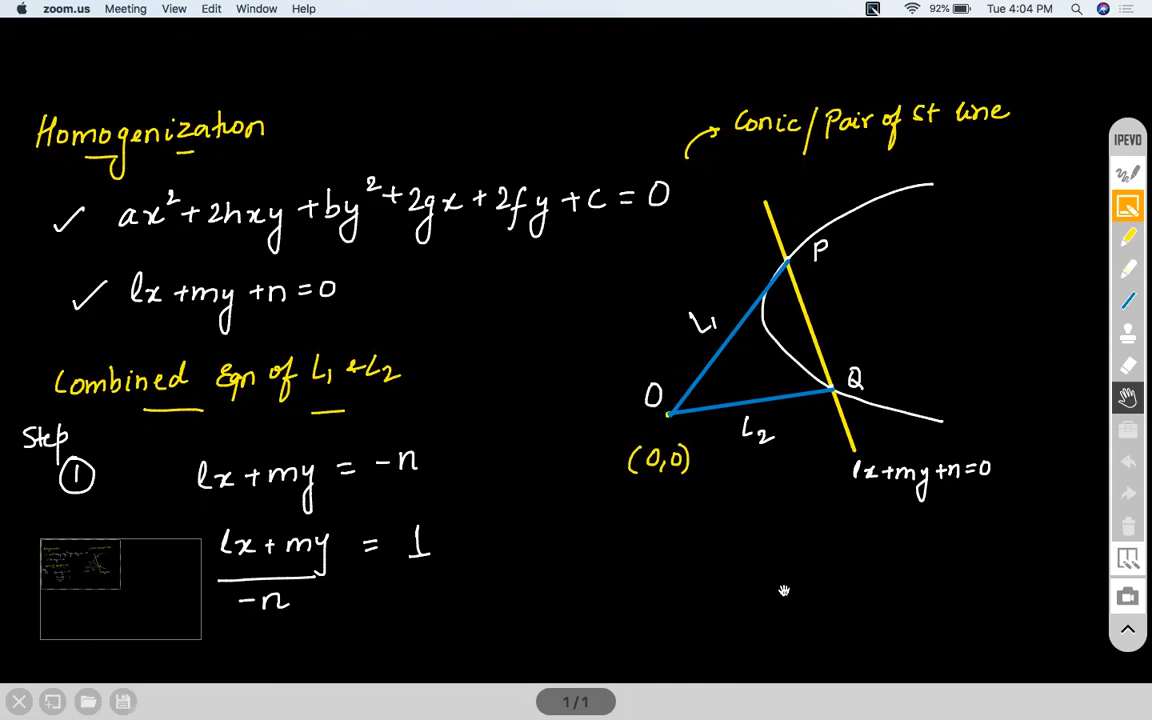 zoom.us Meeting View Edit Window Help
92% Tue 4:04 PM
Homogenization
ax² + 2hxy + by² + 2gx + 2fy + c = 0
lx + my + n = 0
Combined Eqn of L₁ & L₂
Step
①
lx + my = -n
lx + my = 1
-n
Conic / Pair of St line
P
L₁
O
Q
L₂
(0,0)
lx + my + n = 0
IPEVO
1/1